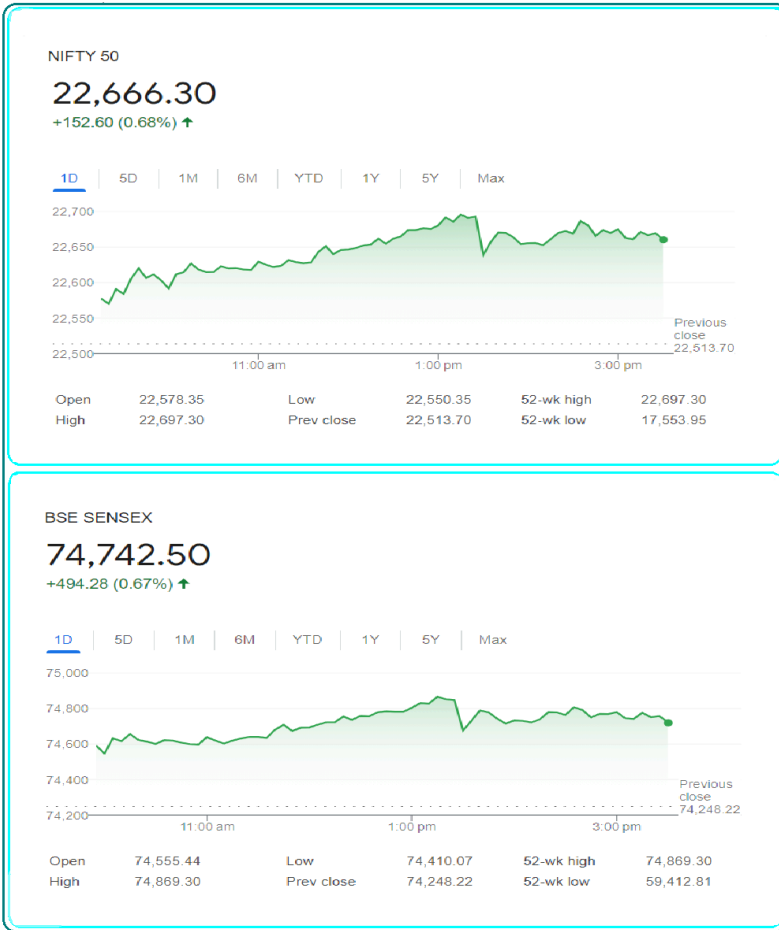 NIFTY 50
22,666.30
+152.60 (0.68%) ↑
1D 5D 1M 6M YTD 1Y 5Y Max
22,700
22,650
22,600
22,550
22,500
Previous
close
22,513.70
11:00 am 1:00 pm 3:00 pm
Open 22,578.35 Low 22,550.35 52-wk high 22,697.30
High 22,697.30 Prev close 22,513.70 52-wk low 17,553.95
BSE SENSEX
74,742.50
+494.28 (0.67%) ↑
1D 5D 1M 6M YTD 1Y 5Y Max
75,000
74,800
74,600
74,400
74,200
Previous
close
74,248.22
11:00 am 1:00 pm 3:00 pm
Open 74,555.44 Low 74,410.07 52-wk high 74,869.30
High 74,869.30 Prev close 74,248.22 52-wk low 59,412.81